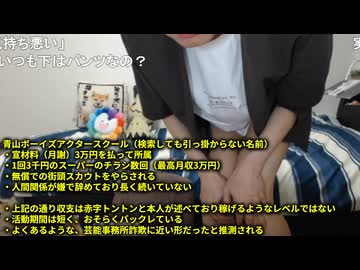 持ち悪い」
いつも下はパンツなの？
実
青山ボーイズアクタースクール（検索しても引っ掛からない名前）
・宣材料（月謝）3万円を払って所属
・1回3千円のスーパーのチラシ数回（最高月収3万円）
・無償での街頭スカウトをやらされる
・人間関係が嫌で辞めており長く続いていない
・上記の通り収支は赤字トントンと本人が述べており稼げるようなレベルではない
・活動期間は短く、おそらくバックレている
・よくあるような、芸能事務所詐欺に近い形だったと推測される